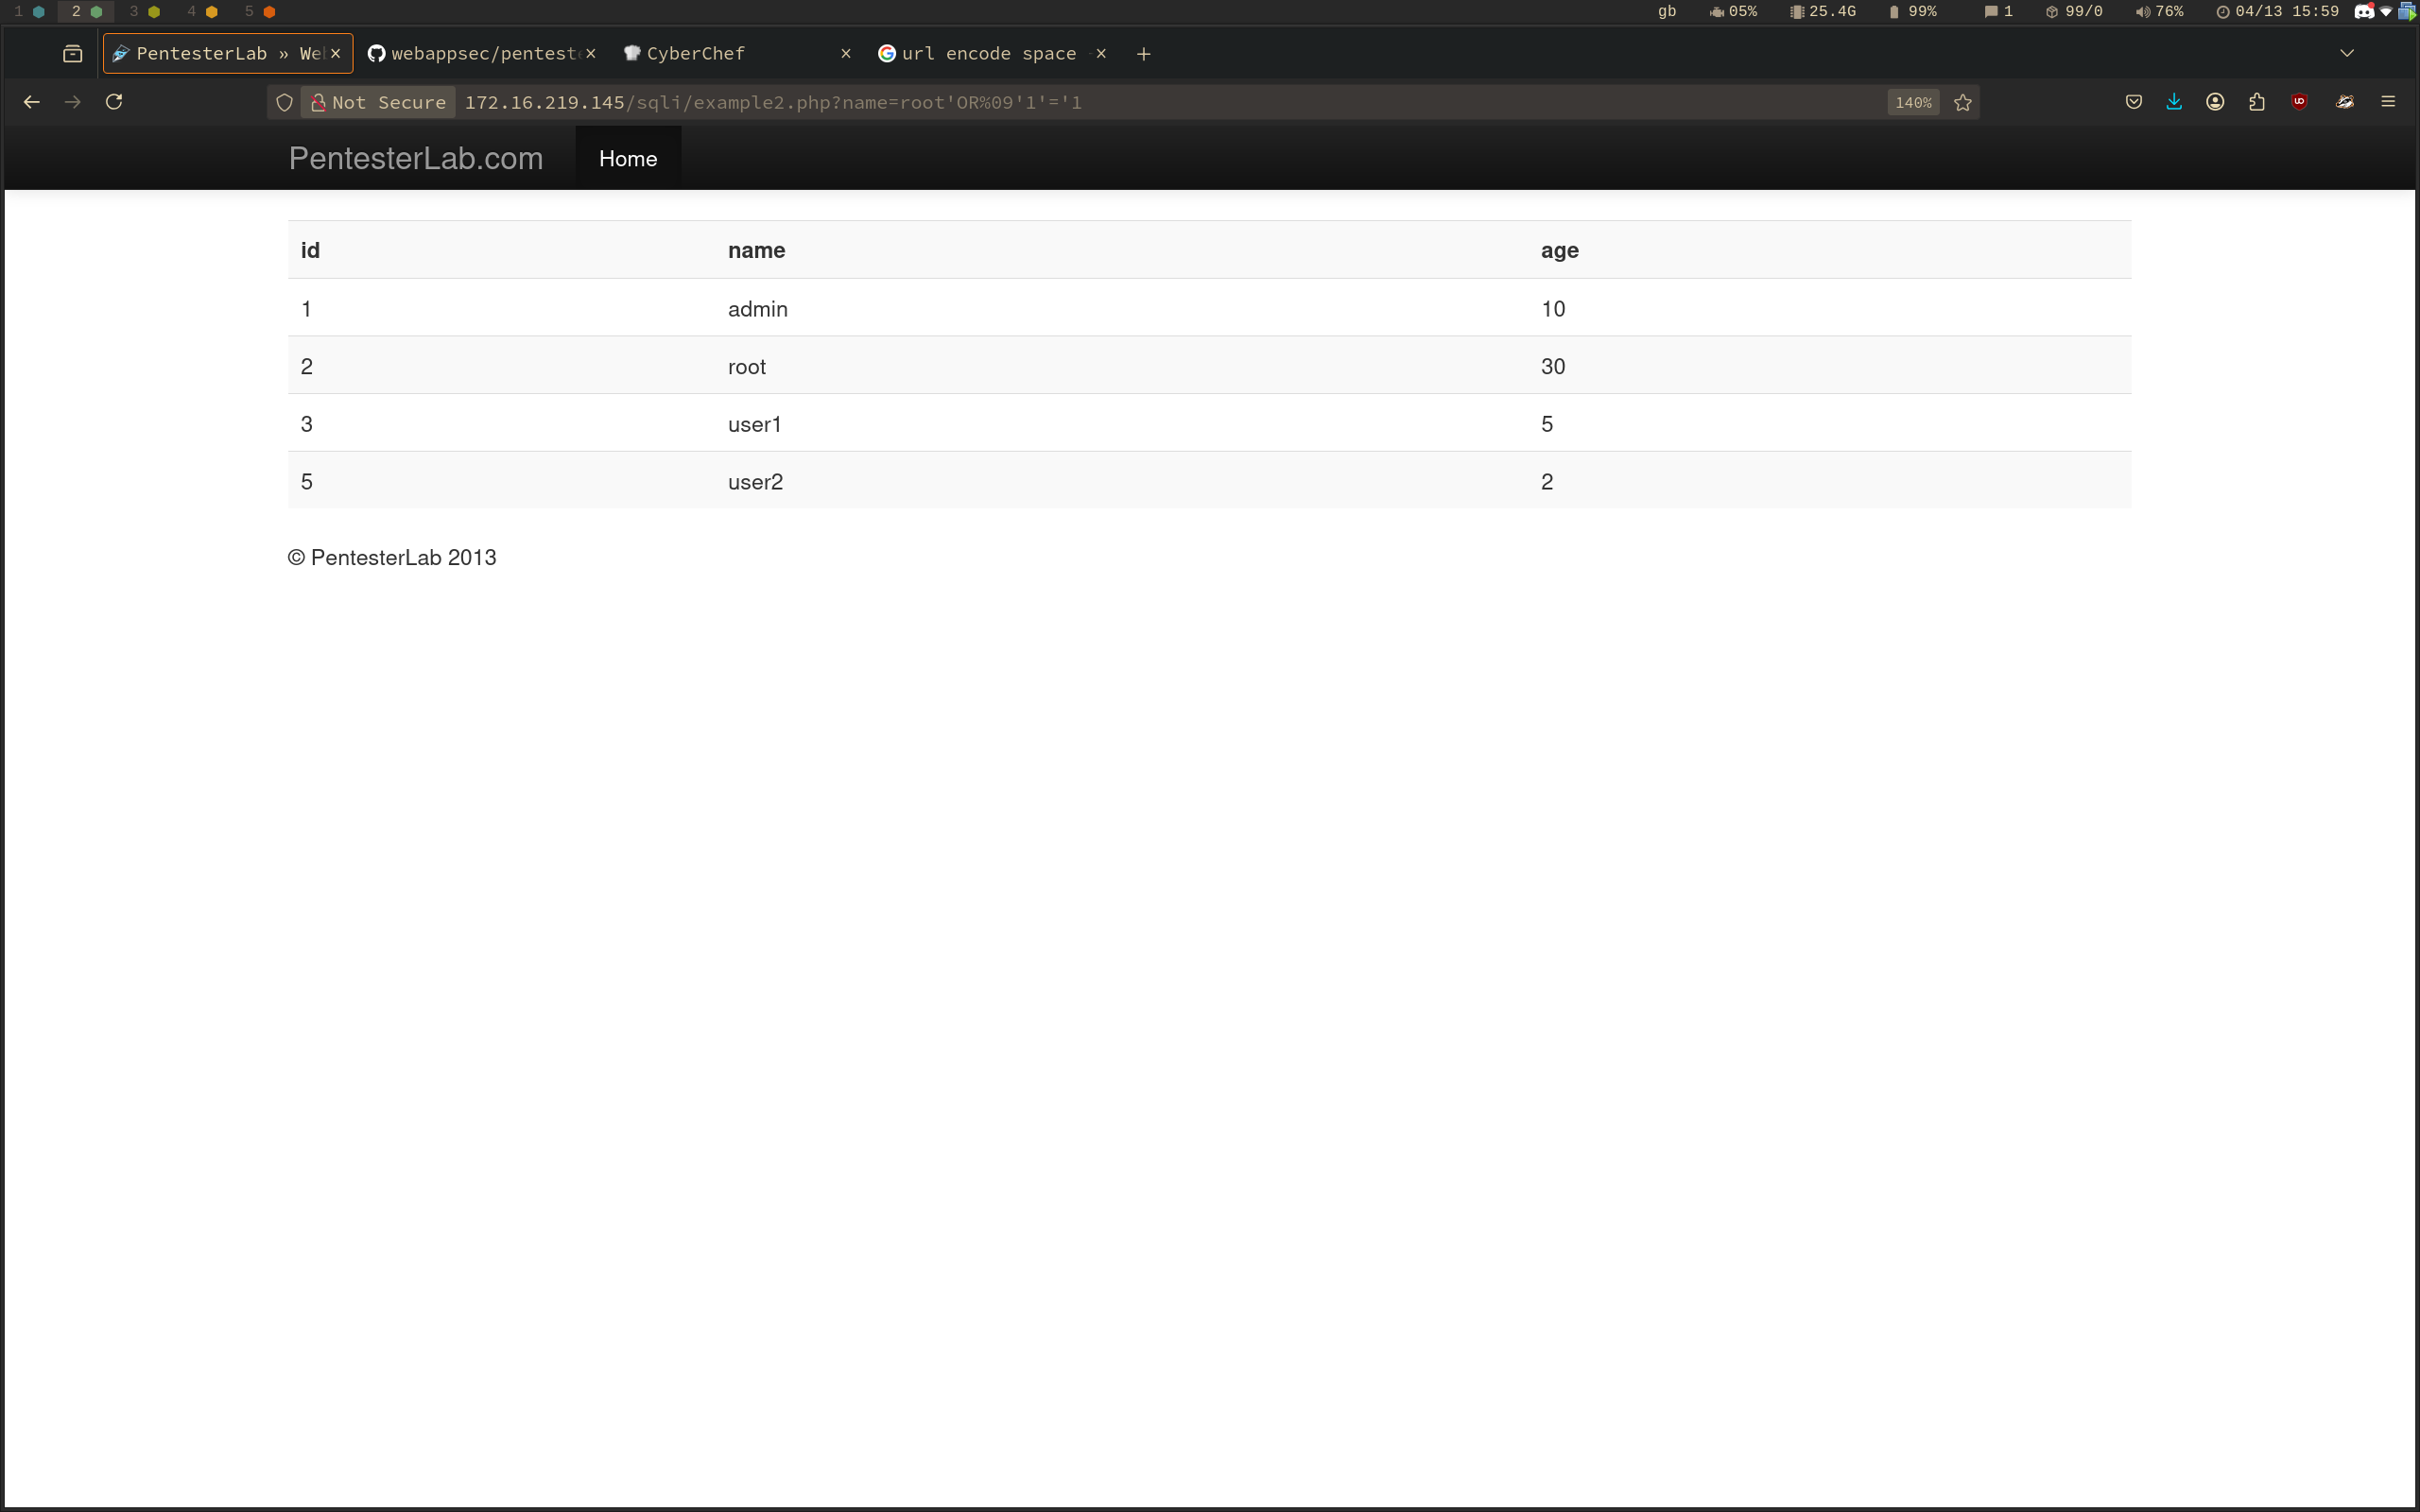 1 2 3 4 5 gb 05% 25.4G 99% 1 99/0 76% 04/13 15:59
PentesterLab » We webappsec/pentest CyberChef url encode space
Not Secure 172.16.219.145/sqli/example2.php?name=root'OR%09'1'='1 140%
PentesterLab.com Home
id name age
1 admin 10
2 root 30
3 user1 5
5 user2 2
© PentesterLab 2013